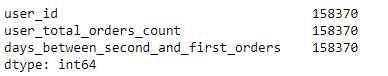 user_id 158370
user_total_orders_count 158370
days_between_second_and_first_orders 158370
dtype: int64